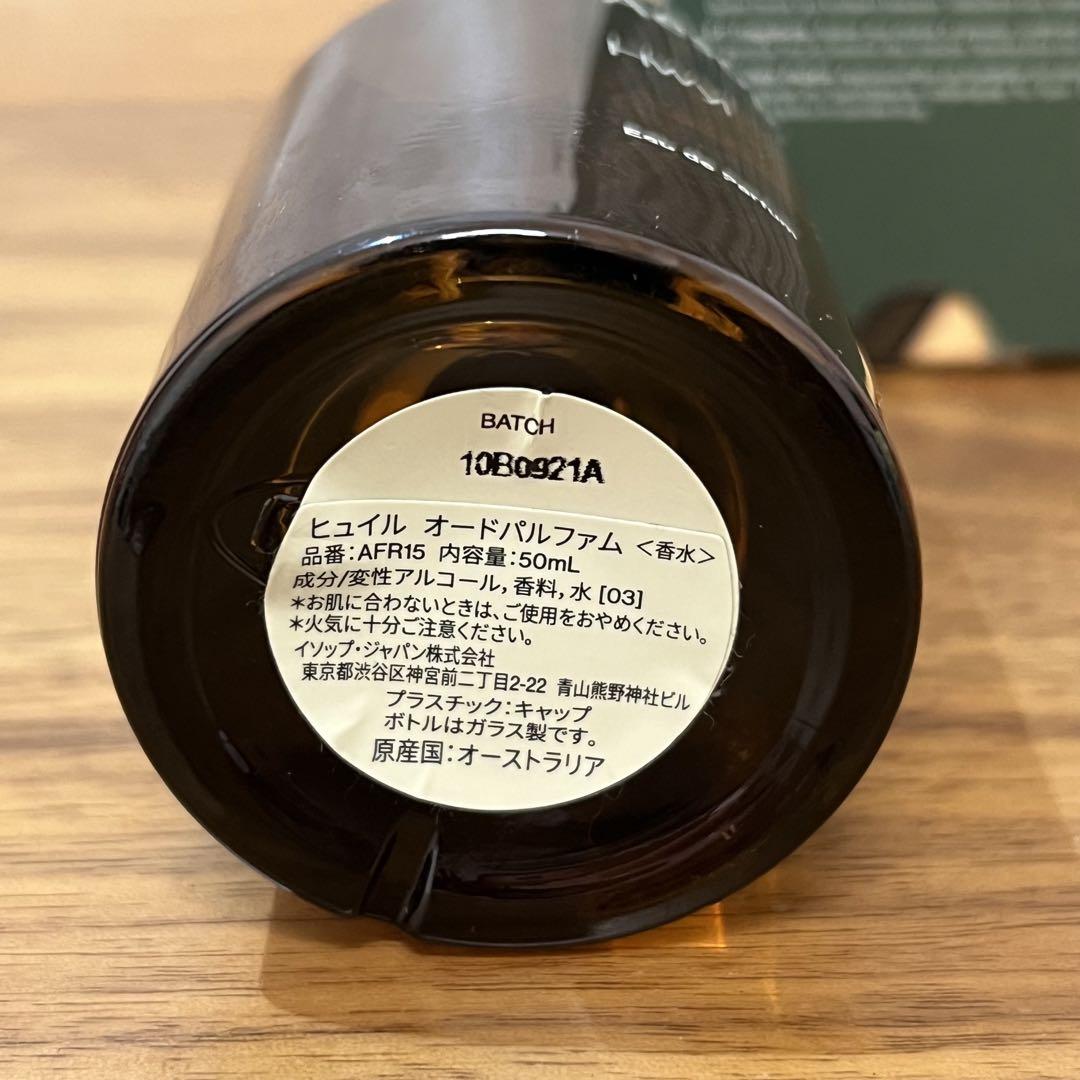 Hwyl
Eau de Parfum
BATCH
10B0921A
ヒュイル オードパルファム <香水>
品番:AFR15 内容量:50mL
成分/変性アルコール, 香料, 水 [03]
*お肌に合わないときは、ご使用をおやめください。
*火気に十分ご注意ください。
イソップ・ジャパン株式会社
東京都渋谷区神宮前二丁目2-22 青山熊野神社ビル
プラスチック:キャップ
ボトルはガラス製です。
原産国:オーストラリア